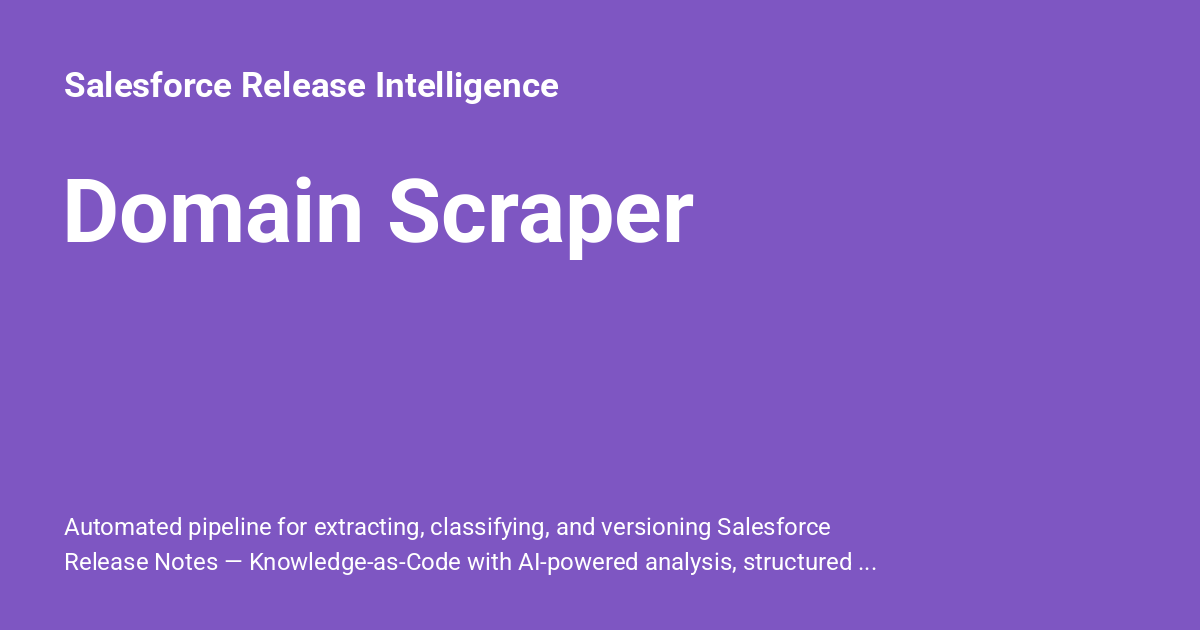 Salesforce Release Intelligence
Domain Scraper
Automated pipeline for extracting, classifying, and versioning Salesforce
Release Notes — Knowledge-as-Code with AI-powered analysis, structured ...